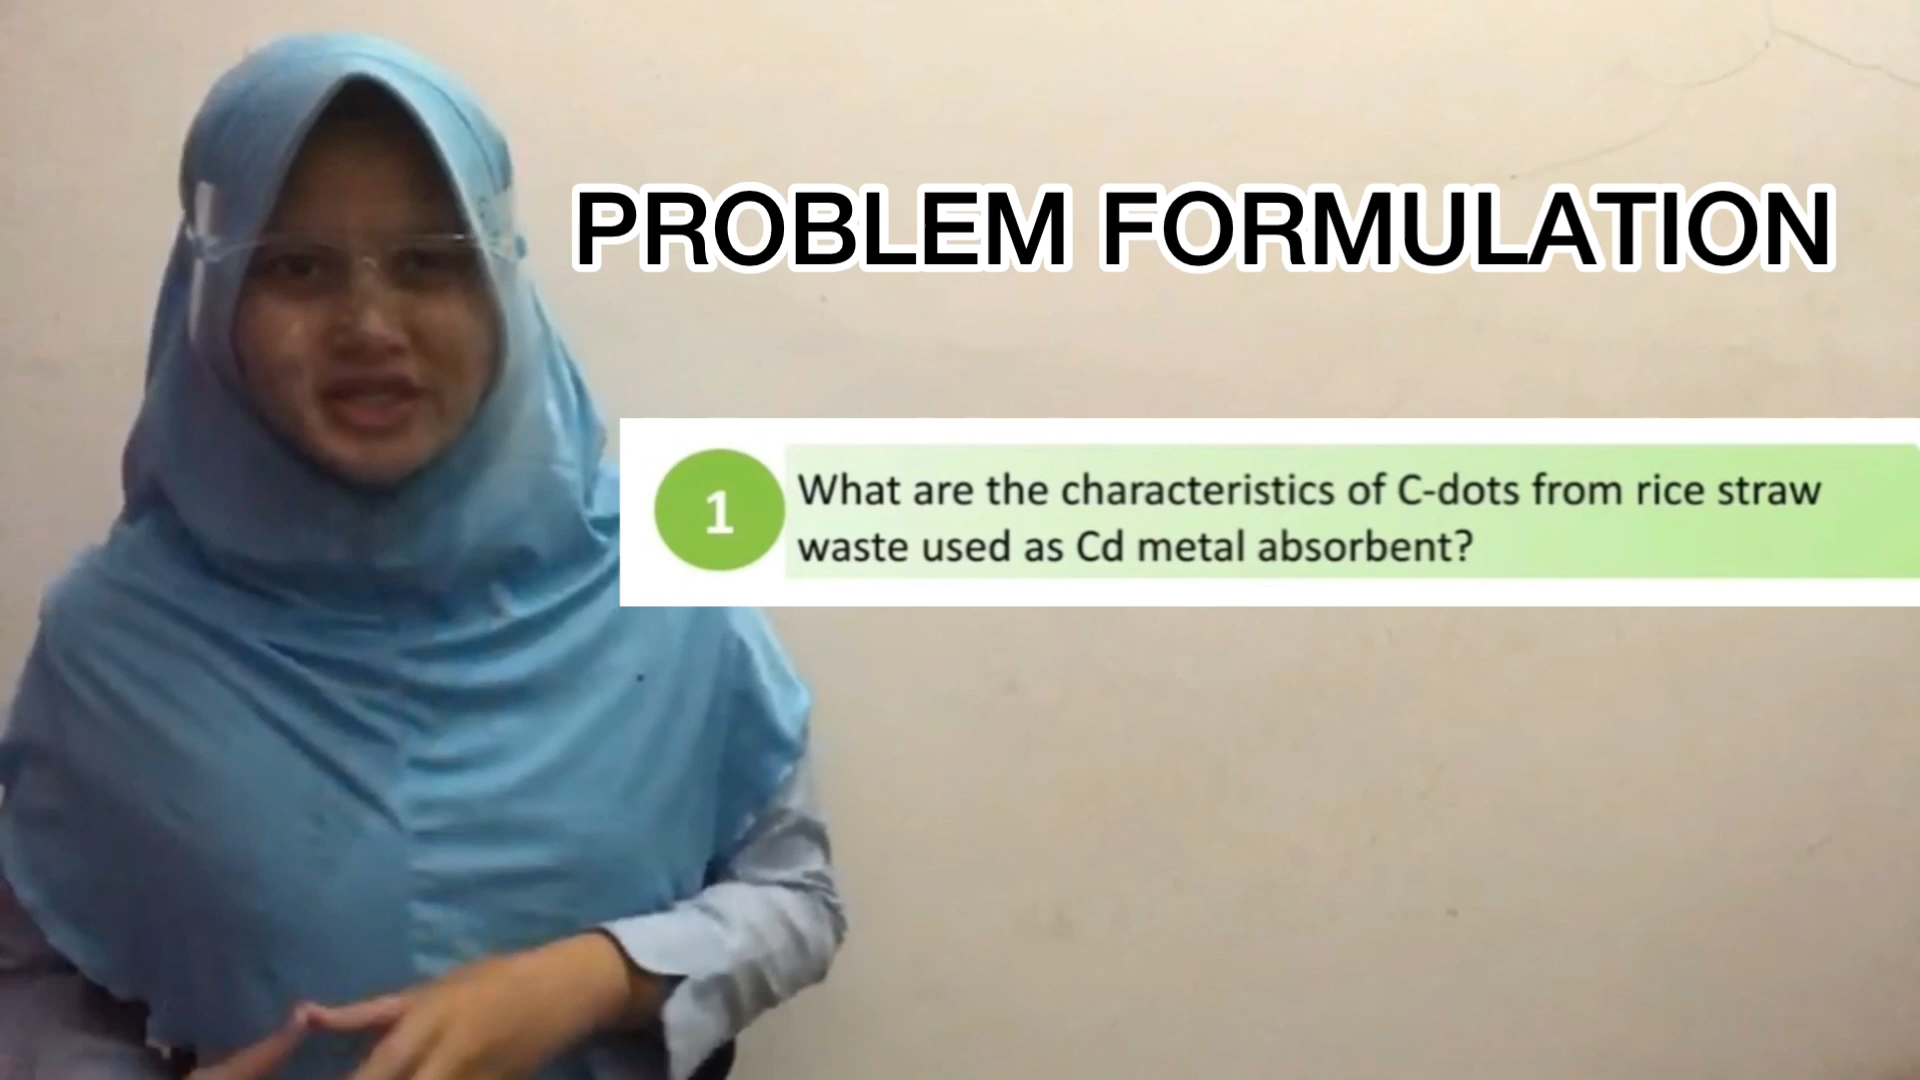 PROBLEM FORMULATION
1
What are the characteristics of C-dots from rice straw
waste used as Cd metal absorbent?